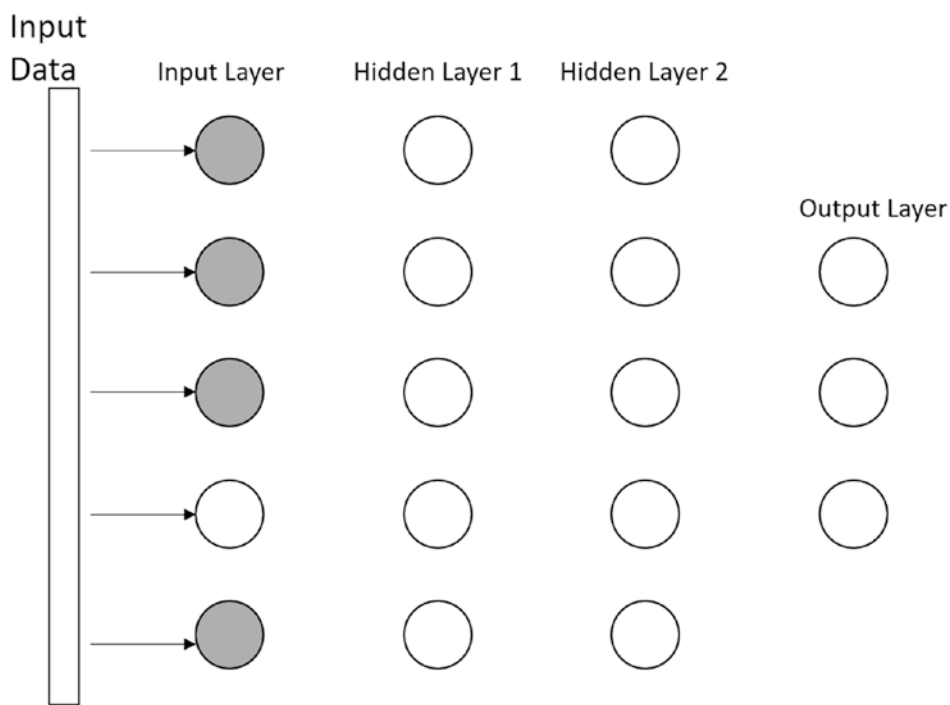 Input
Data
Input Layer
Hidden Layer 1
Hidden Layer 2
Output Layer